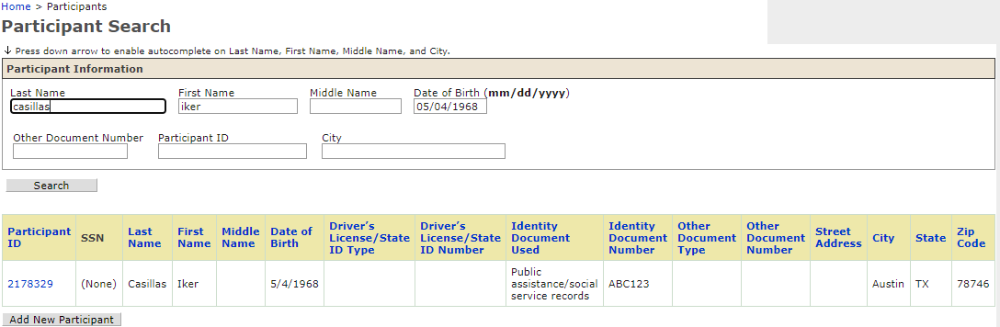 Home > Participants
Participant Search
↓ Press down arrow to enable autocomplete on Last Name, First Name, Middle Name, and City.
Participant Information
Last Name First Name Middle Name Date of Birth (mm/dd/yyyy)
casillas iker 05/04/1968
Other Document Number Participant ID City
Search
Participant ID SSN Last Name First Name Middle Name Date of Birth Driver's License/State ID Type Driver's License/State ID Number Identity Document Used Identity Document Number Other Document Type Other Document Number Street Address City State Zip Code
2178329 (None) Casillas Iker 5/4/1968 Public assistance/social service records ABC123 Austin TX 78746
Add New Participant